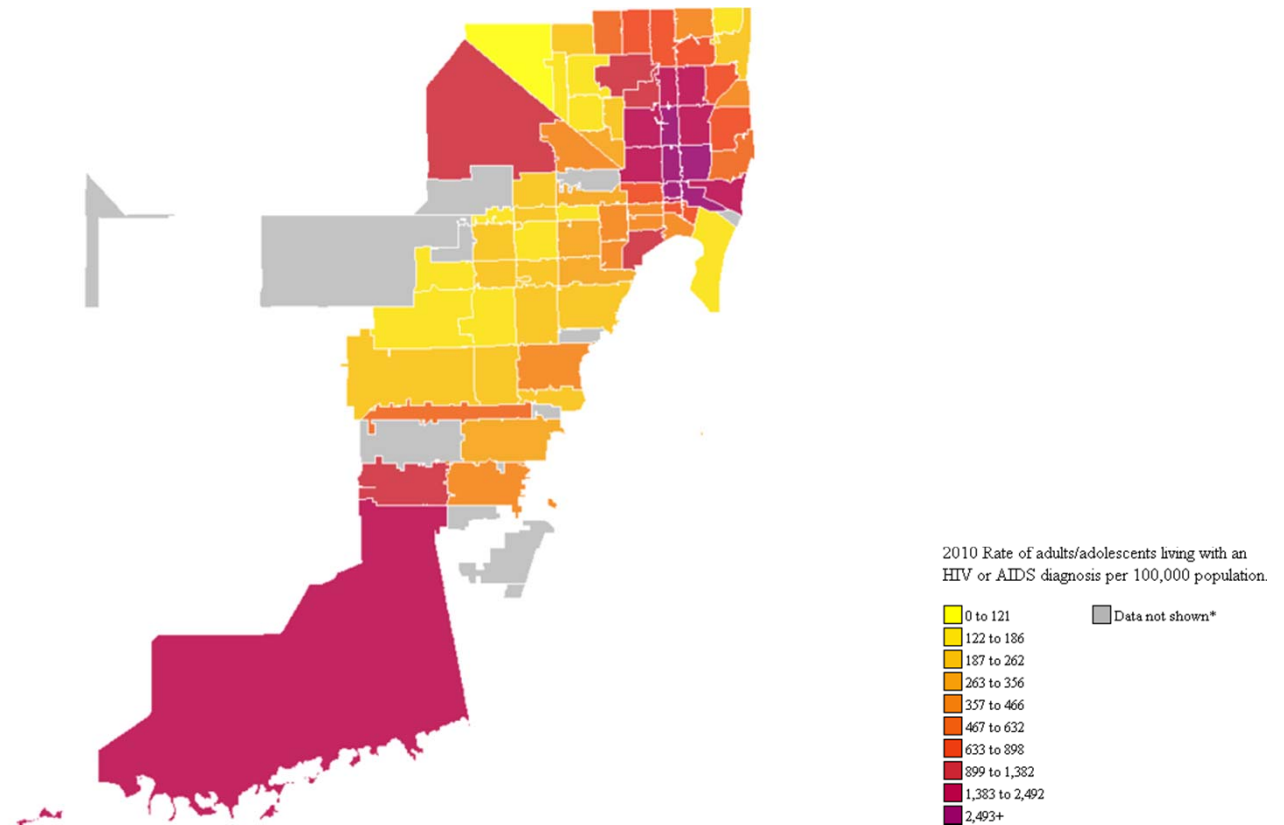 2010 Rate of adults/adolescents living with an
HIV or AIDS diagnosis per 100,000 population.
0 to 121
Data not shown*
122 to 186
187 to 262
263 to 356
357 to 466
467 to 632
633 to 898
899 to 1,382
1,383 to 2,492
2,493+